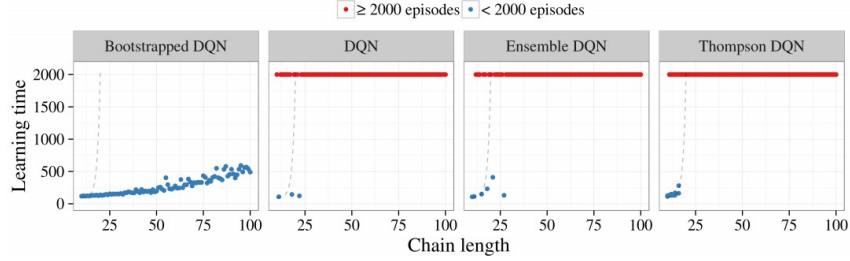 ≥ 2000 episodes < 2000 episodes
Bootstrapped DQN DQN Ensemble DQN Thompson DQN
Learning time
2000
1500
1000
500
0
25 50 75 100 25 50 75 100 25 50 75 100 25 50 75 100
Chain length